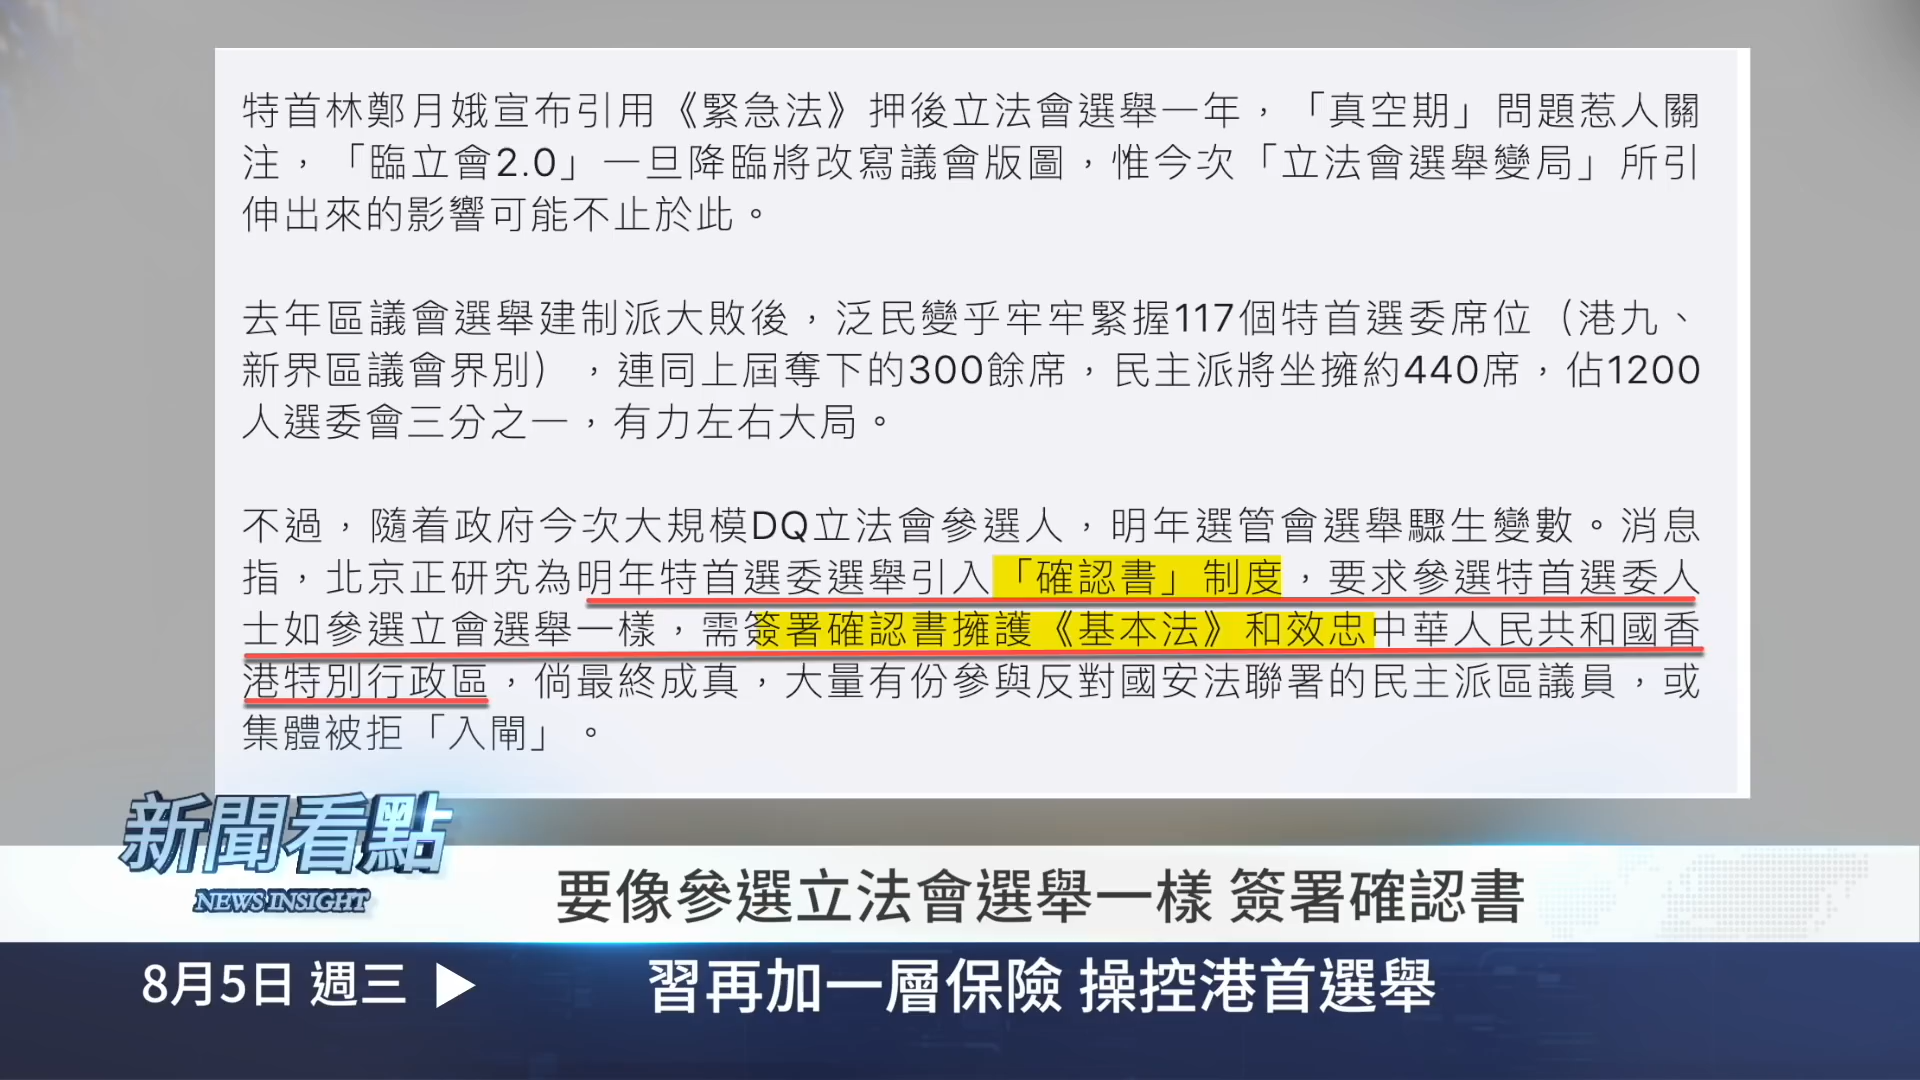 特首林鄭月娥宣布引用《緊急法》押後立法會選舉一年，「真空期」問題惹人關
注，「臨立會2.0」一旦降臨將改寫議會版圖，惟今次「立法會選舉變局」所引
伸出來的影響可能不止於此。
去年區議會選舉建制派大敗後，泛民變乎牢牢緊握117個特首選委席位（港九、
新界區議會界別），連同上屆奪下的300餘席，民主派將坐擁約440席，佔1200
人選委會三分之一，有力左右大局。
不過，隨着政府今次大規模DQ立法會參選人，明年選管會選舉驟生變數。消息
指，北京正研究為明年特首選委選舉引入「確認書」制度，要求參選特首選委人
士如參選立會選舉一樣，需簽署確認書擁護《基本法》和效忠中華人民共和國香
港特別行政區，倘最終成真，大量有份參與反對國安法聯署的民主派區議員，或
集體被拒「入閘」。
新聞看點
NEWS INSIGHT
要像參選立法會選舉一樣 簽署確認書
8月5日 週三
習再加一層保險 操控港首選舉